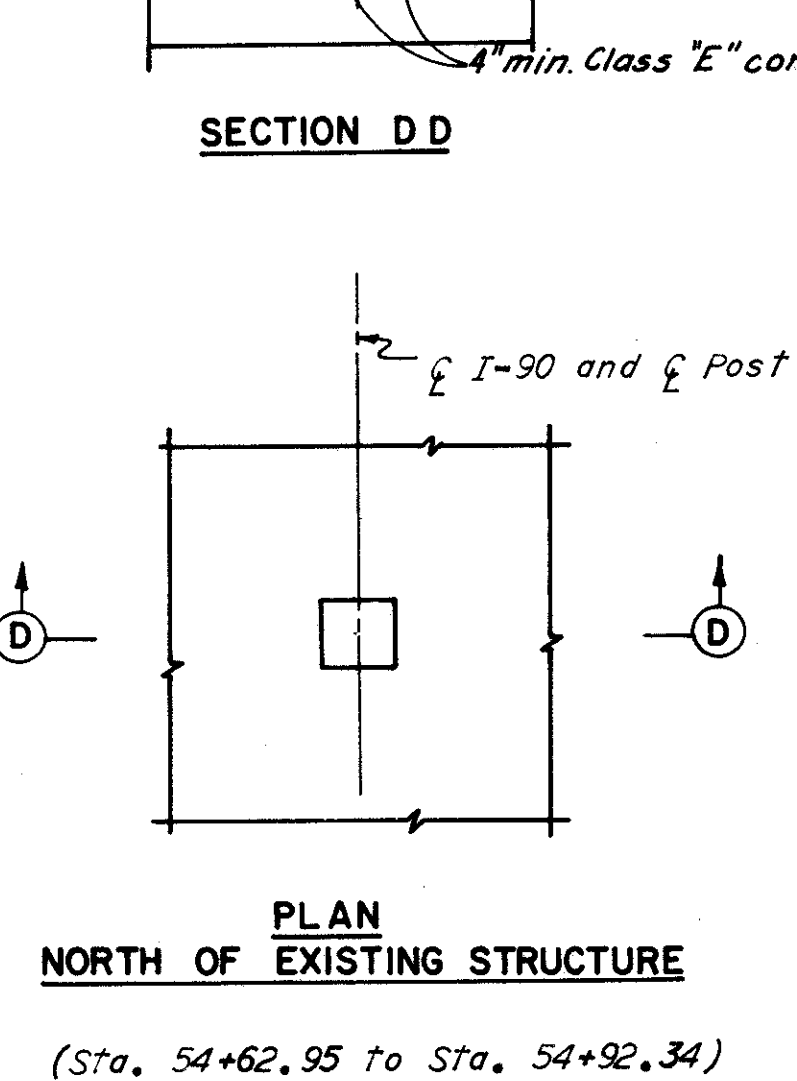 4" min. Class "E" con
SECTION DD
℄ I-90 and ℄ Post
D
D
PLAN
NORTH OF EXISTING STRUCTURE
(Sta. 54+62.95 to Sta. 54+92.34)